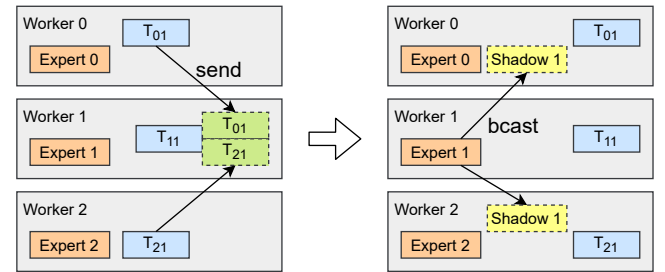 Worker 0
T01
Expert 0
send
Worker 1
T01
Expert 1
T11
T21
Worker 2
Expert 2
T21
Worker 0
T01
Expert 0
Shadow 1
Worker 1
bcast
Expert 1
T11
Worker 2
Shadow 1
Expert 2
T21